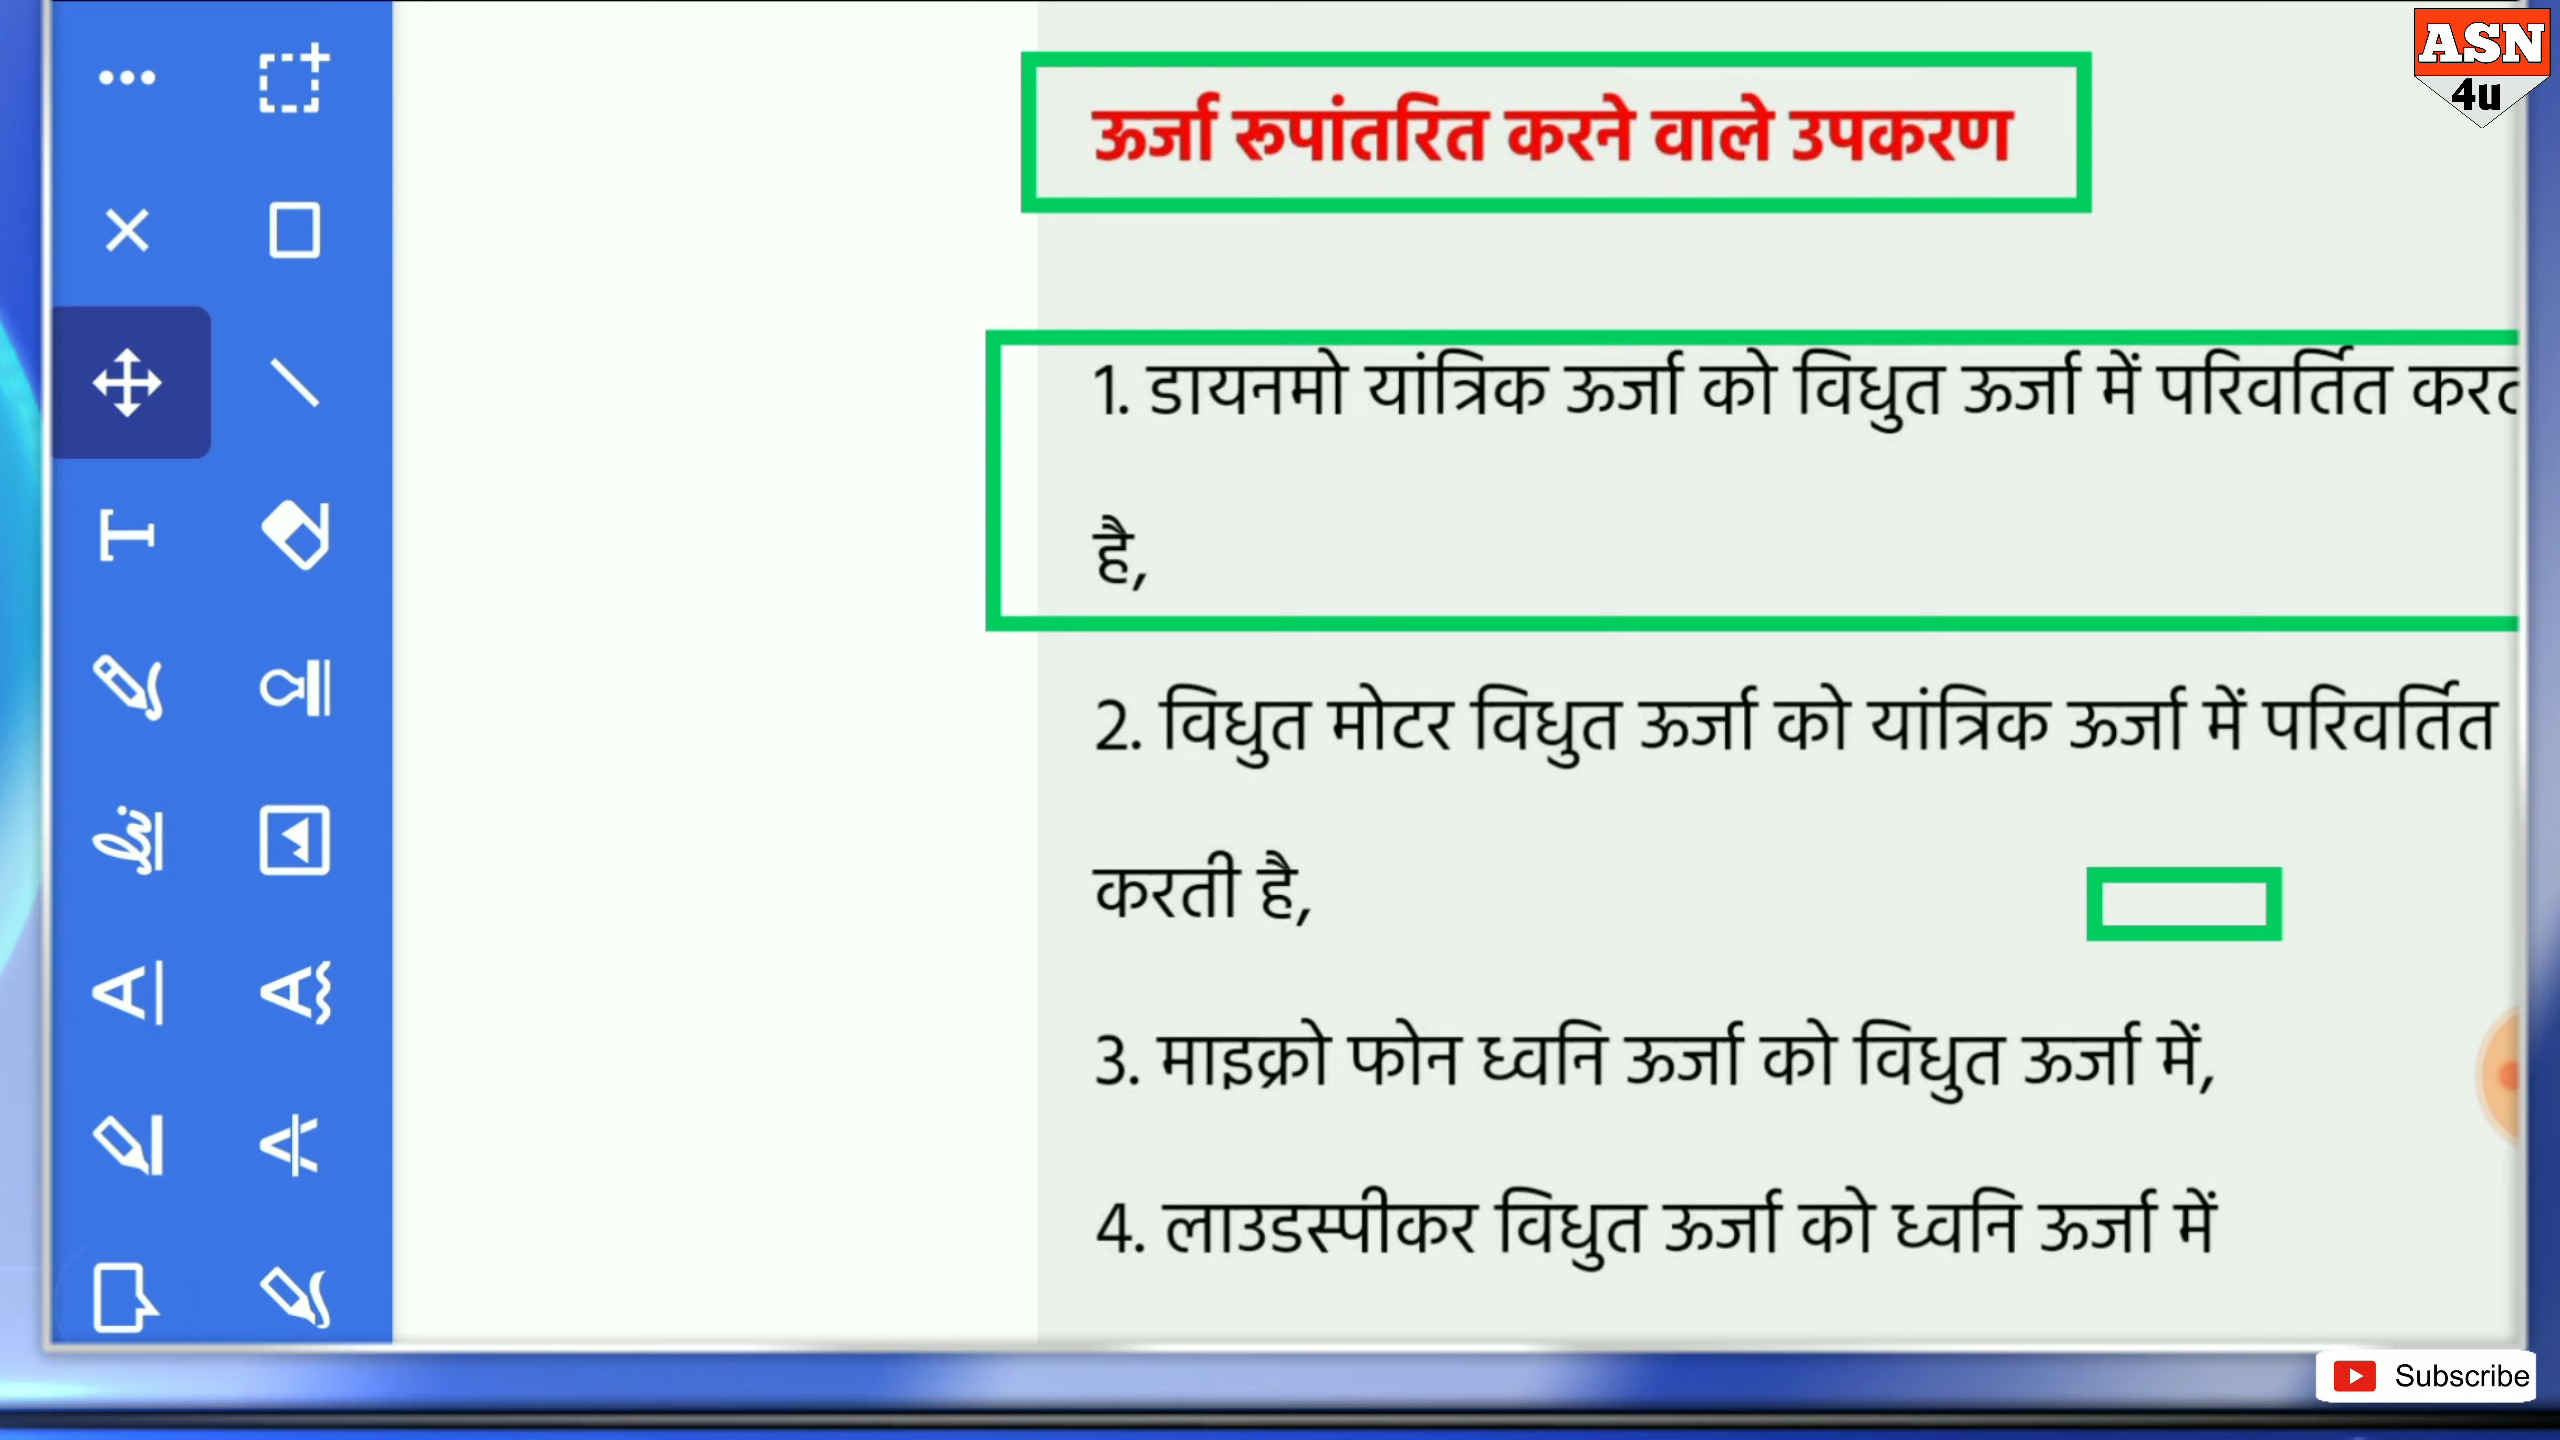 ASN
4u
ऊर्जा रूपांतरित करने वाले उपकरण
1. डायनमो यांत्रिक ऊर्जा को विधुत ऊर्जा में परिवर्तित करत
है,
2. विधुत मोटर विधुत ऊर्जा को यांत्रिक ऊर्जा में परिवर्तित
करती है,
3. माइक्रो फोन ध्वनि ऊर्जा को विधुत ऊर्जा में,
4. लाउडस्पीकर विधुत ऊर्जा को ध्वनि ऊर्जा में
Subscribe